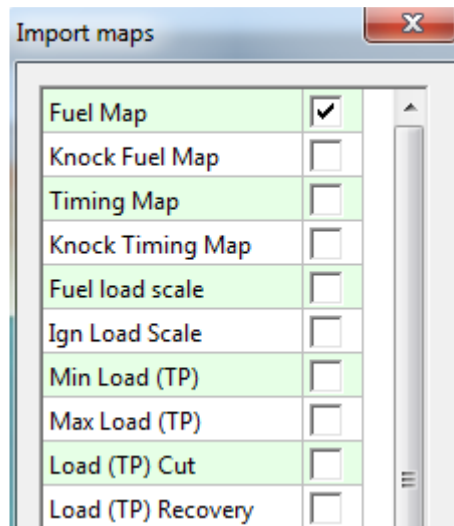 Import maps
Fuel Map
Knock Fuel Map
Timing Map
Knock Timing Map
Fuel load scale
Ign Load Scale
Min Load (TP)
Max Load (TP)
Load (TP) Cut
Load (TP) Recovery